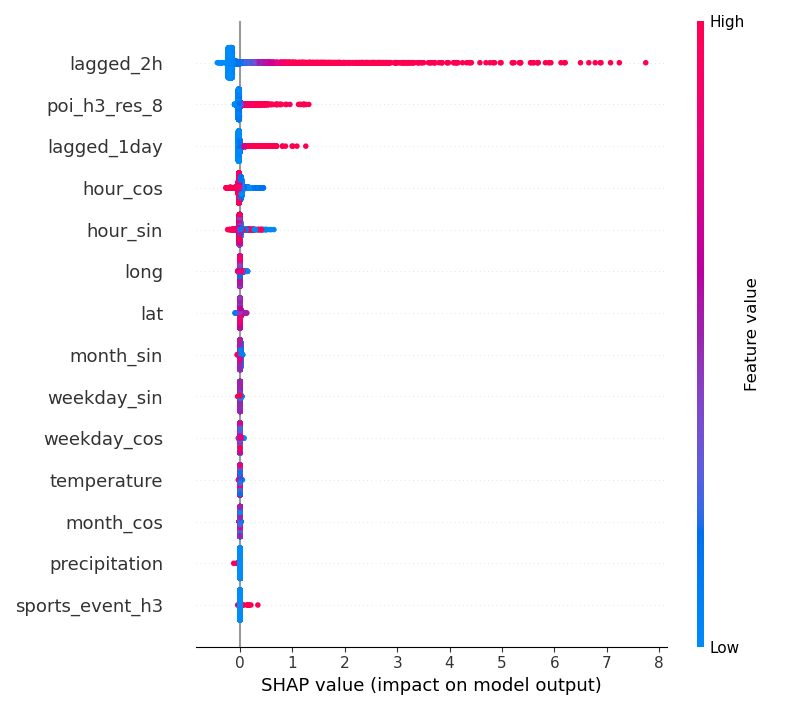 High
lagged_2h
poi_h3_res_8
lagged_1day
hour_cos
hour_sin
long
lat
month_sin
weekday_sin
weekday_cos
temperature
month_cos
precipitation
sports_event_h3
Feature value
Low
0 1 2 3 4 5 6 7 8
SHAP value (impact on model output)